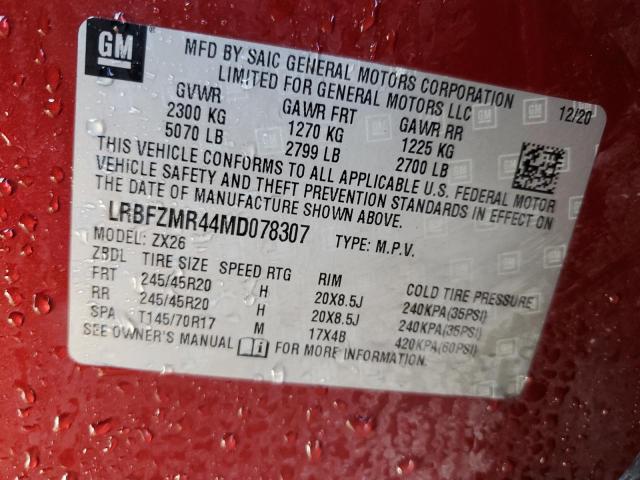 GM
MFD BY SAIC GENERAL MOTORS CORPORATION
LIMITED FOR GENERAL MOTORS LLC
12/20
GVWR GAWR FRT GAWR RR
2300 KG 1270 KG 1225 KG
5070 LB 2799 LB 2700 LB
THIS VEHICLE CONFORMS TO ALL APPLICABLE U.S. FEDERAL MOTOR
VEHICLE SAFETY AND THEFT PREVENTION STANDARDS IN EFFECT ON
THE DATE OF MANUFACTURE SHOWN ABOVE.
LRBFZMR44MD078307 TYPE: M.P.V.
MODEL: ZX26
ZBDL TIRE SIZE SPEED RTG RIM COLD TIRE PRESSURE
FRT 245/45R20 H 20X8.5J 240KPA(35PSI)
RR 245/45R20 H 20X8.5J 240KPA(35PSI)
SPA T145/70R17 M 17X4B 420KPA(60PSI)
SEE OWNER'S MANUAL FOR MORE INFORMATION.